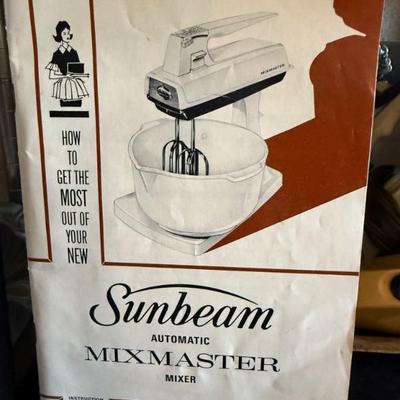 MIXMASTER
HOW
TO
GET THE
MOST
OUT OF
YOUR
NEW
Sunbeam
AUTOMATIC
MIXMASTER
MIXER
INSTRUCTION